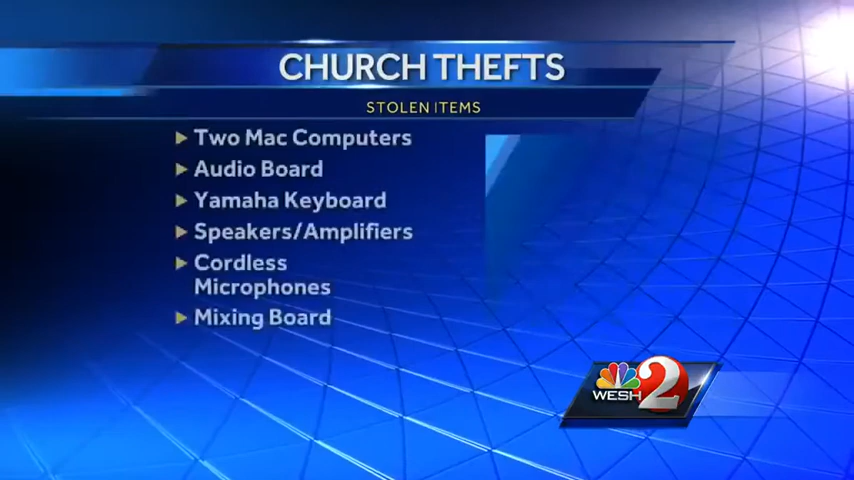 CHURCH THEFTS
STOLEN ITEMS
Two Mac Computers
Audio Board
Yamaha Keyboard
Speakers/Amplifiers
Cordless
Microphones
Mixing Board
WESH 2